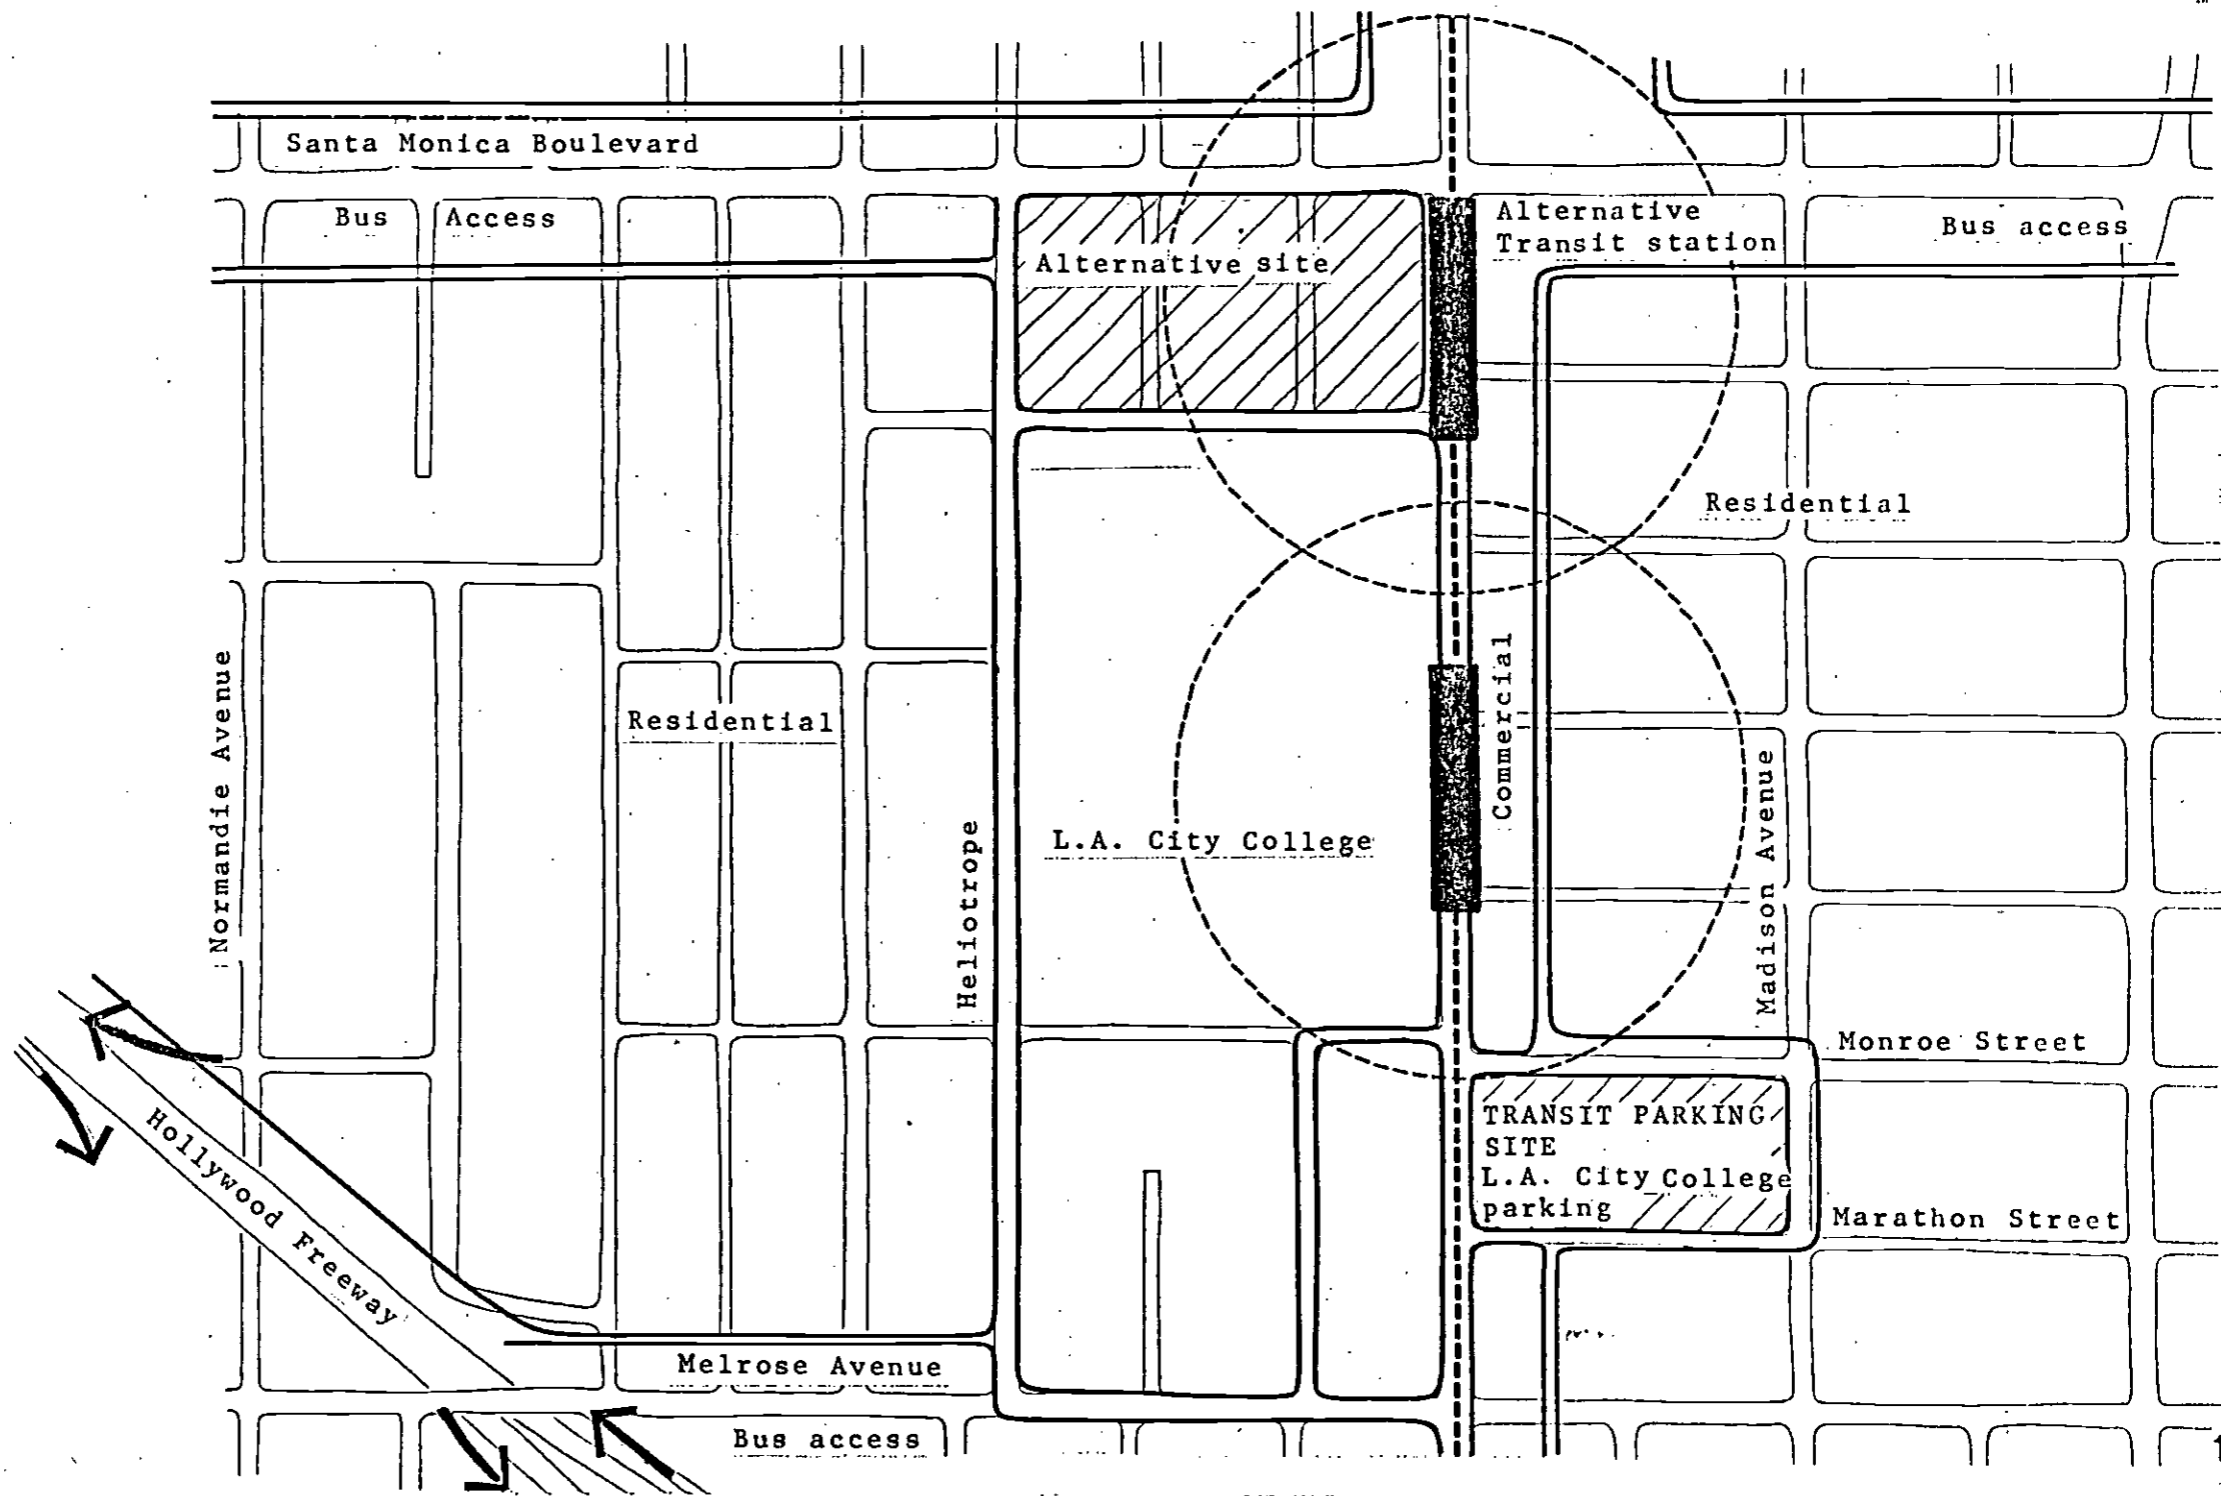 Santa Monica Boulevard
Bus Access
Alternative
Transit station
Bus access
Alternative site
Residential
Commercial
Normandie Avenue
Residential
L.A. City College
Heliotrope
Madison Avenue
Monroe Street
Hollywood Freeway
TRANSIT PARKING
SITE
L.A. City College
parking
Marathon Street
Melrose Avenue
Bus access